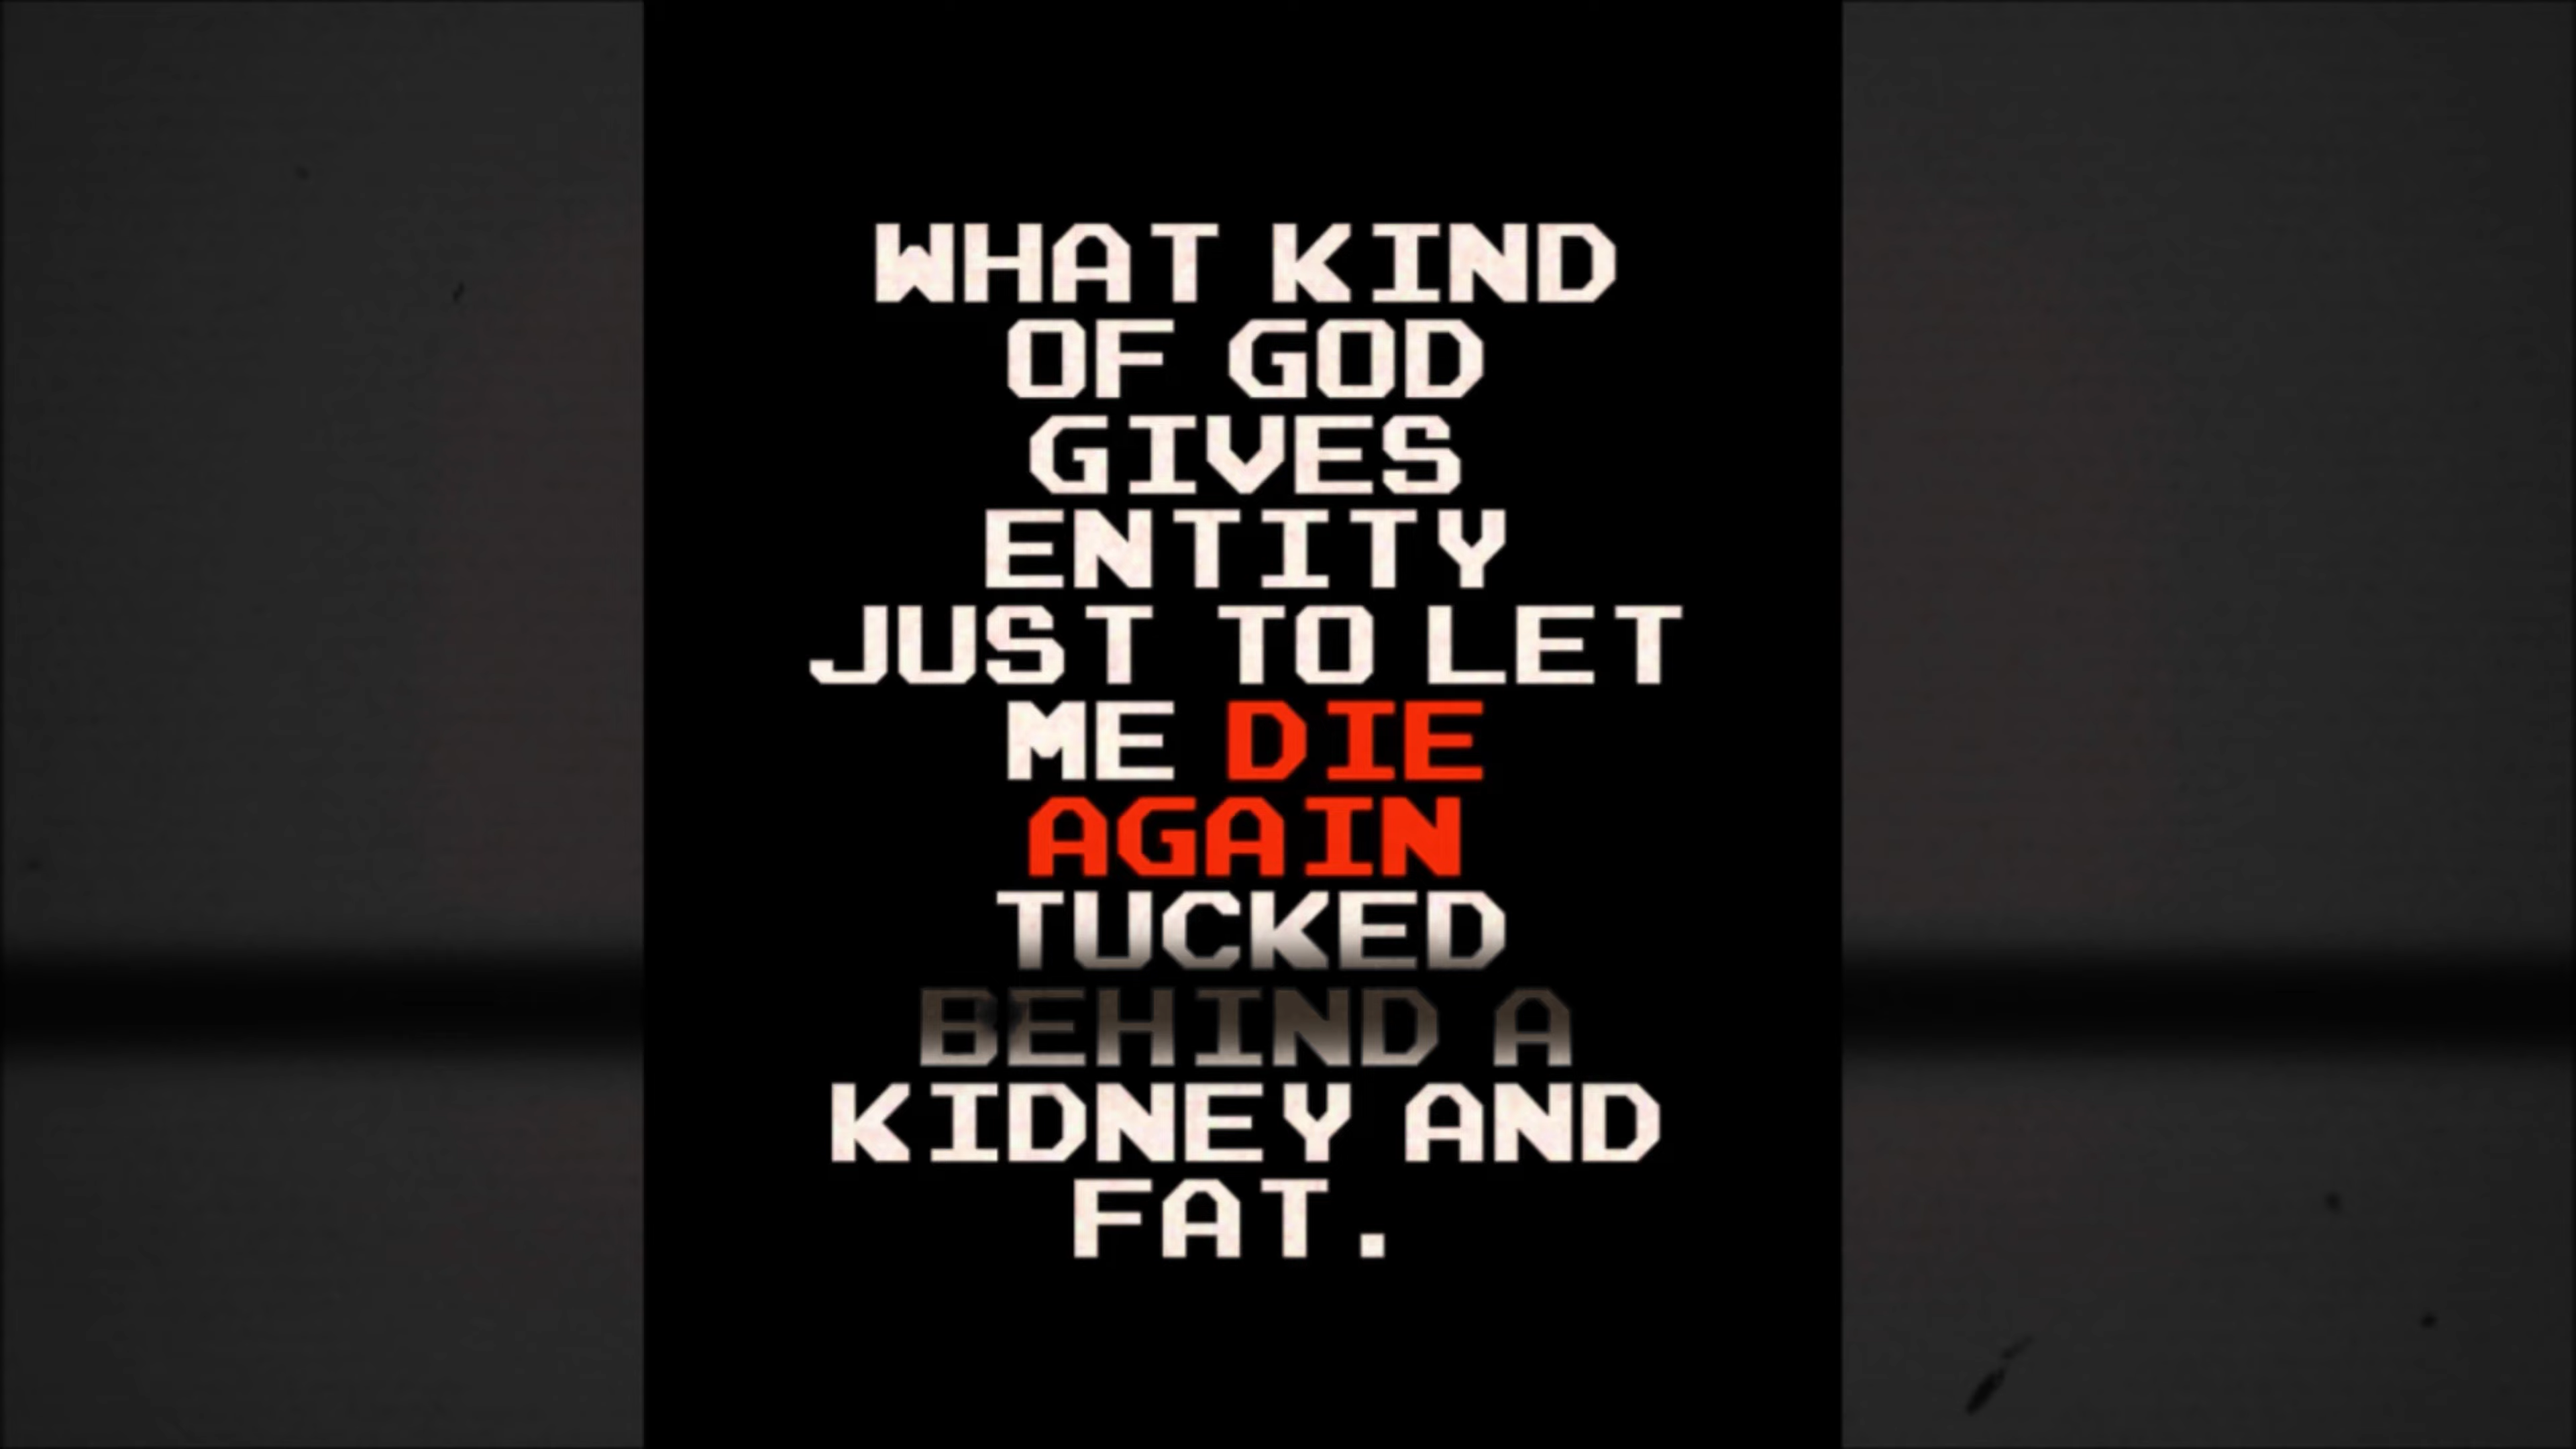 WHAT KIND
OF GOD
GIVES
ENTITY
JUST TO LET
ME DIE
AGAIN
TUCKED
BEHIND A
KIDNEY AND
FAT.